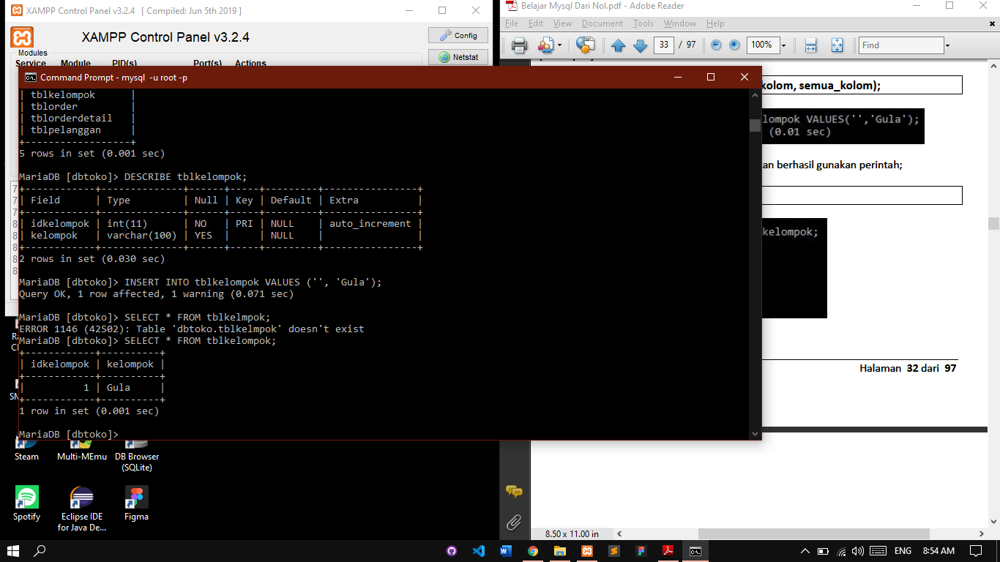 XAMPP Control Panel v3.2.4 [ Compiled: Jun 5th 2019 ]
XAMPP Control Panel v3.2.4
Config
Netstat
Modules
Service Module PID(s) Port(s) Actions
Belajar Mysql Dari Nol.pdf - Adobe Reader
File Edit View Document Tools Window Help
33 / 97 100% Find
Command Prompt - mysql -u root -p
| tblkelompok |
| tblorder |
| tblorderdetail |
| tblpelanggan |
+------------------+
5 rows in set (0.001 sec)
MariaDB [dbtoko]> DESCRIBE tblkelompok;
+------------+--------------+------+-----+---------+----------------+
| Field | Type | Null | Key | Default | Extra |
+------------+--------------+------+-----+---------+----------------+
| idkelompok | int(11) | NO | PRI | NULL | auto_increment |
| kelompok | varchar(100) | YES | | NULL | |
+------------+--------------+------+-----+---------+----------------+
2 rows in set (0.030 sec)
MariaDB [dbtoko]> INSERT INTO tblkelompok VALUES ('', 'Gula');
Query OK, 1 row affected, 1 warning (0.071 sec)
MariaDB [dbtoko]> SELECT * FROM tblkelmpok;
ERROR 1146 (42S02): Table 'dbtoko.tblkelmpok' doesn't exist
MariaDB [dbtoko]> SELECT * FROM tblkelompok;
+------------+----------+
| idkelompok | kelompok |
+------------+----------+
| 1 | Gula |
+------------+----------+
1 row in set (0.001 sec)
MariaDB [dbtoko]>
kolom, semua_kolom);
lompok VALUES('','Gula');
(0.01 sec)
an berhasil gunakan perintah;
kelompok;
Halaman 32 dari 97
8.50 x 11.00 in
Steam
Multi-MEmu
DB Browser
(SQLite)
Spotify
Eclipse IDE
for Java De...
Figma
ENG 8:54 AM